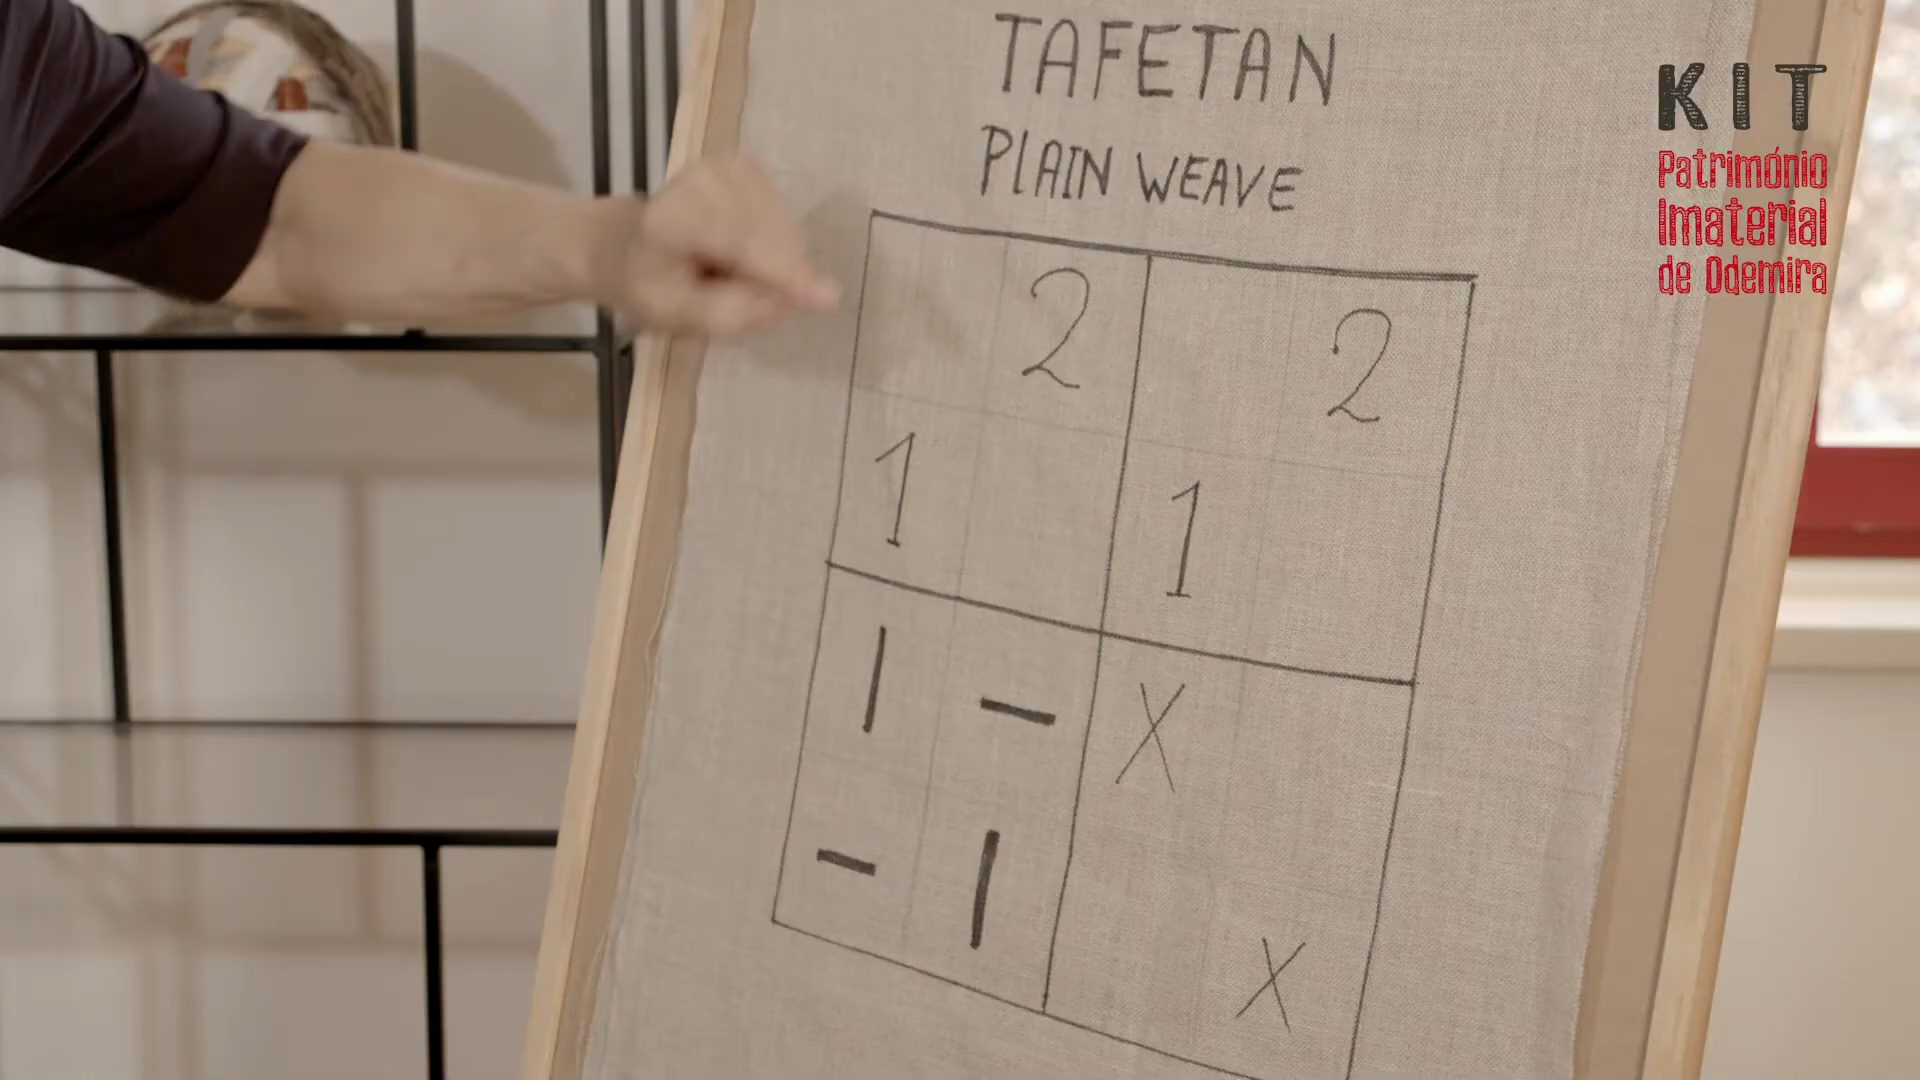 TAFETAN
PLAIN WEAVE
2 2
1 1
| – X
– | X
KIT
Património
Imaterial
de Odemira